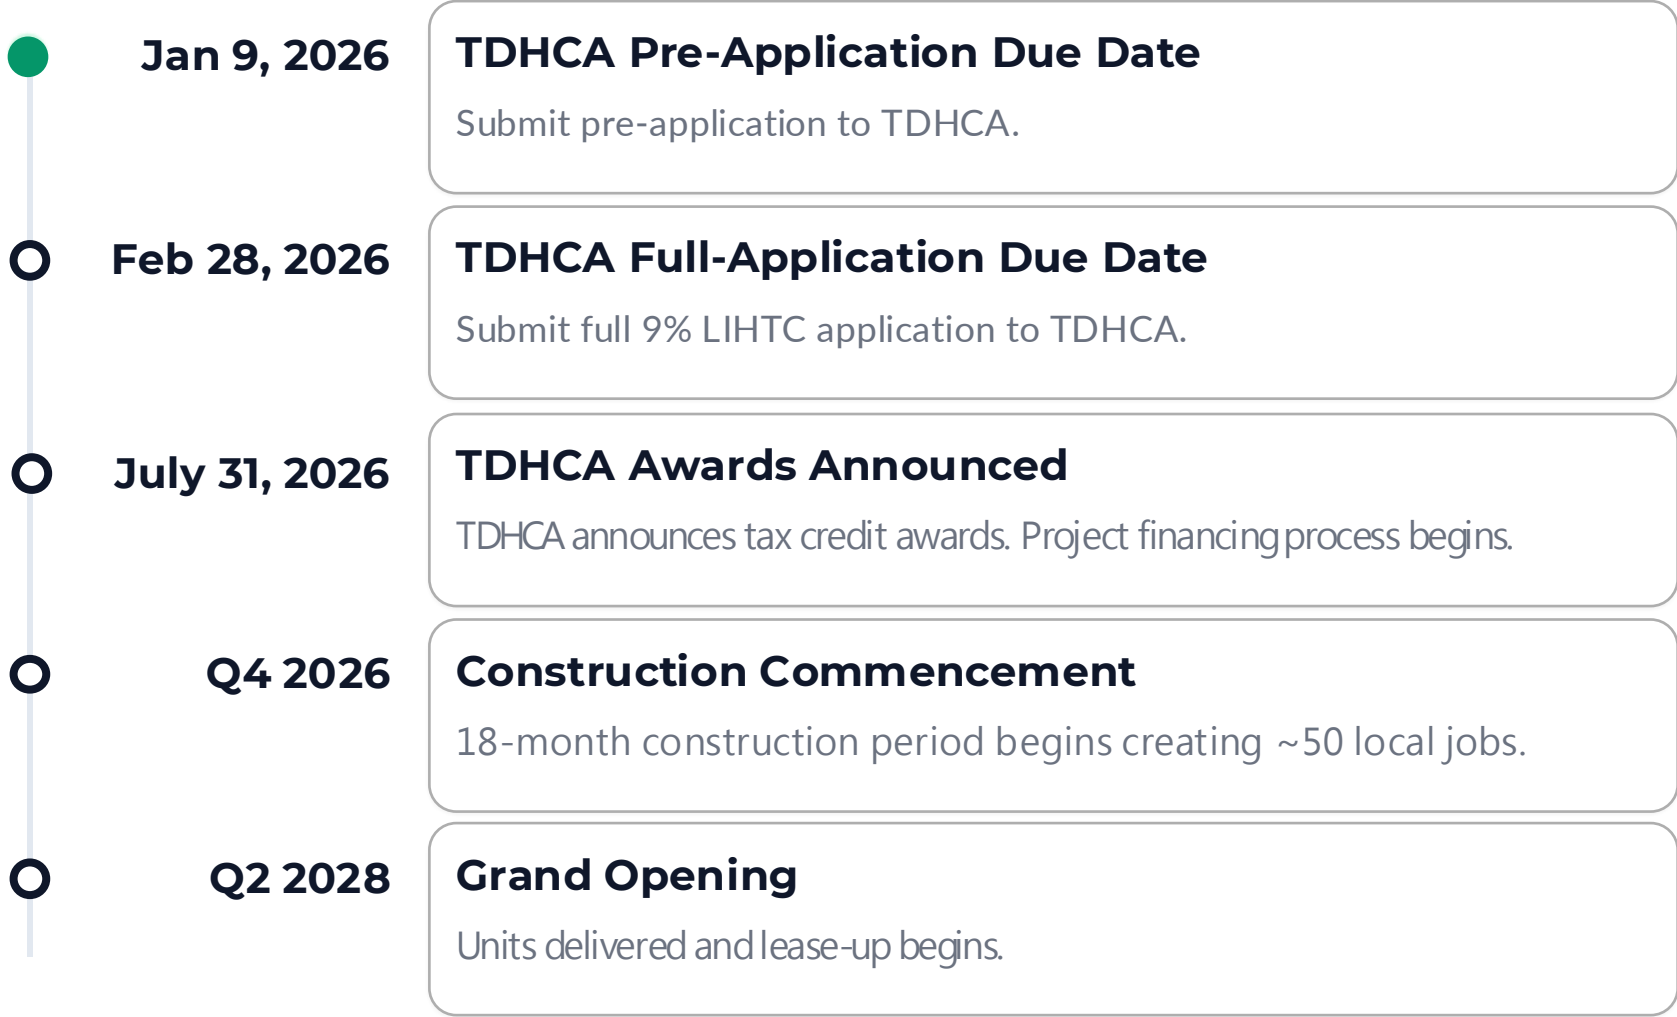 Jan 9, 2026
TDHCA Pre-Application Due Date
Submit pre-application to TDHCA.
Feb 28, 2026
TDHCA Full-Application Due Date
Submit full 9% LIHTC application to TDHCA.
July 31, 2026
TDHCA Awards Announced
TDHCA announces tax credit awards. Project financing process begins.
Q4 2026
Construction Commencement
18-month construction period begins creating ~50 local jobs.
Q2 2028
Grand Opening
Units delivered and lease-up begins.